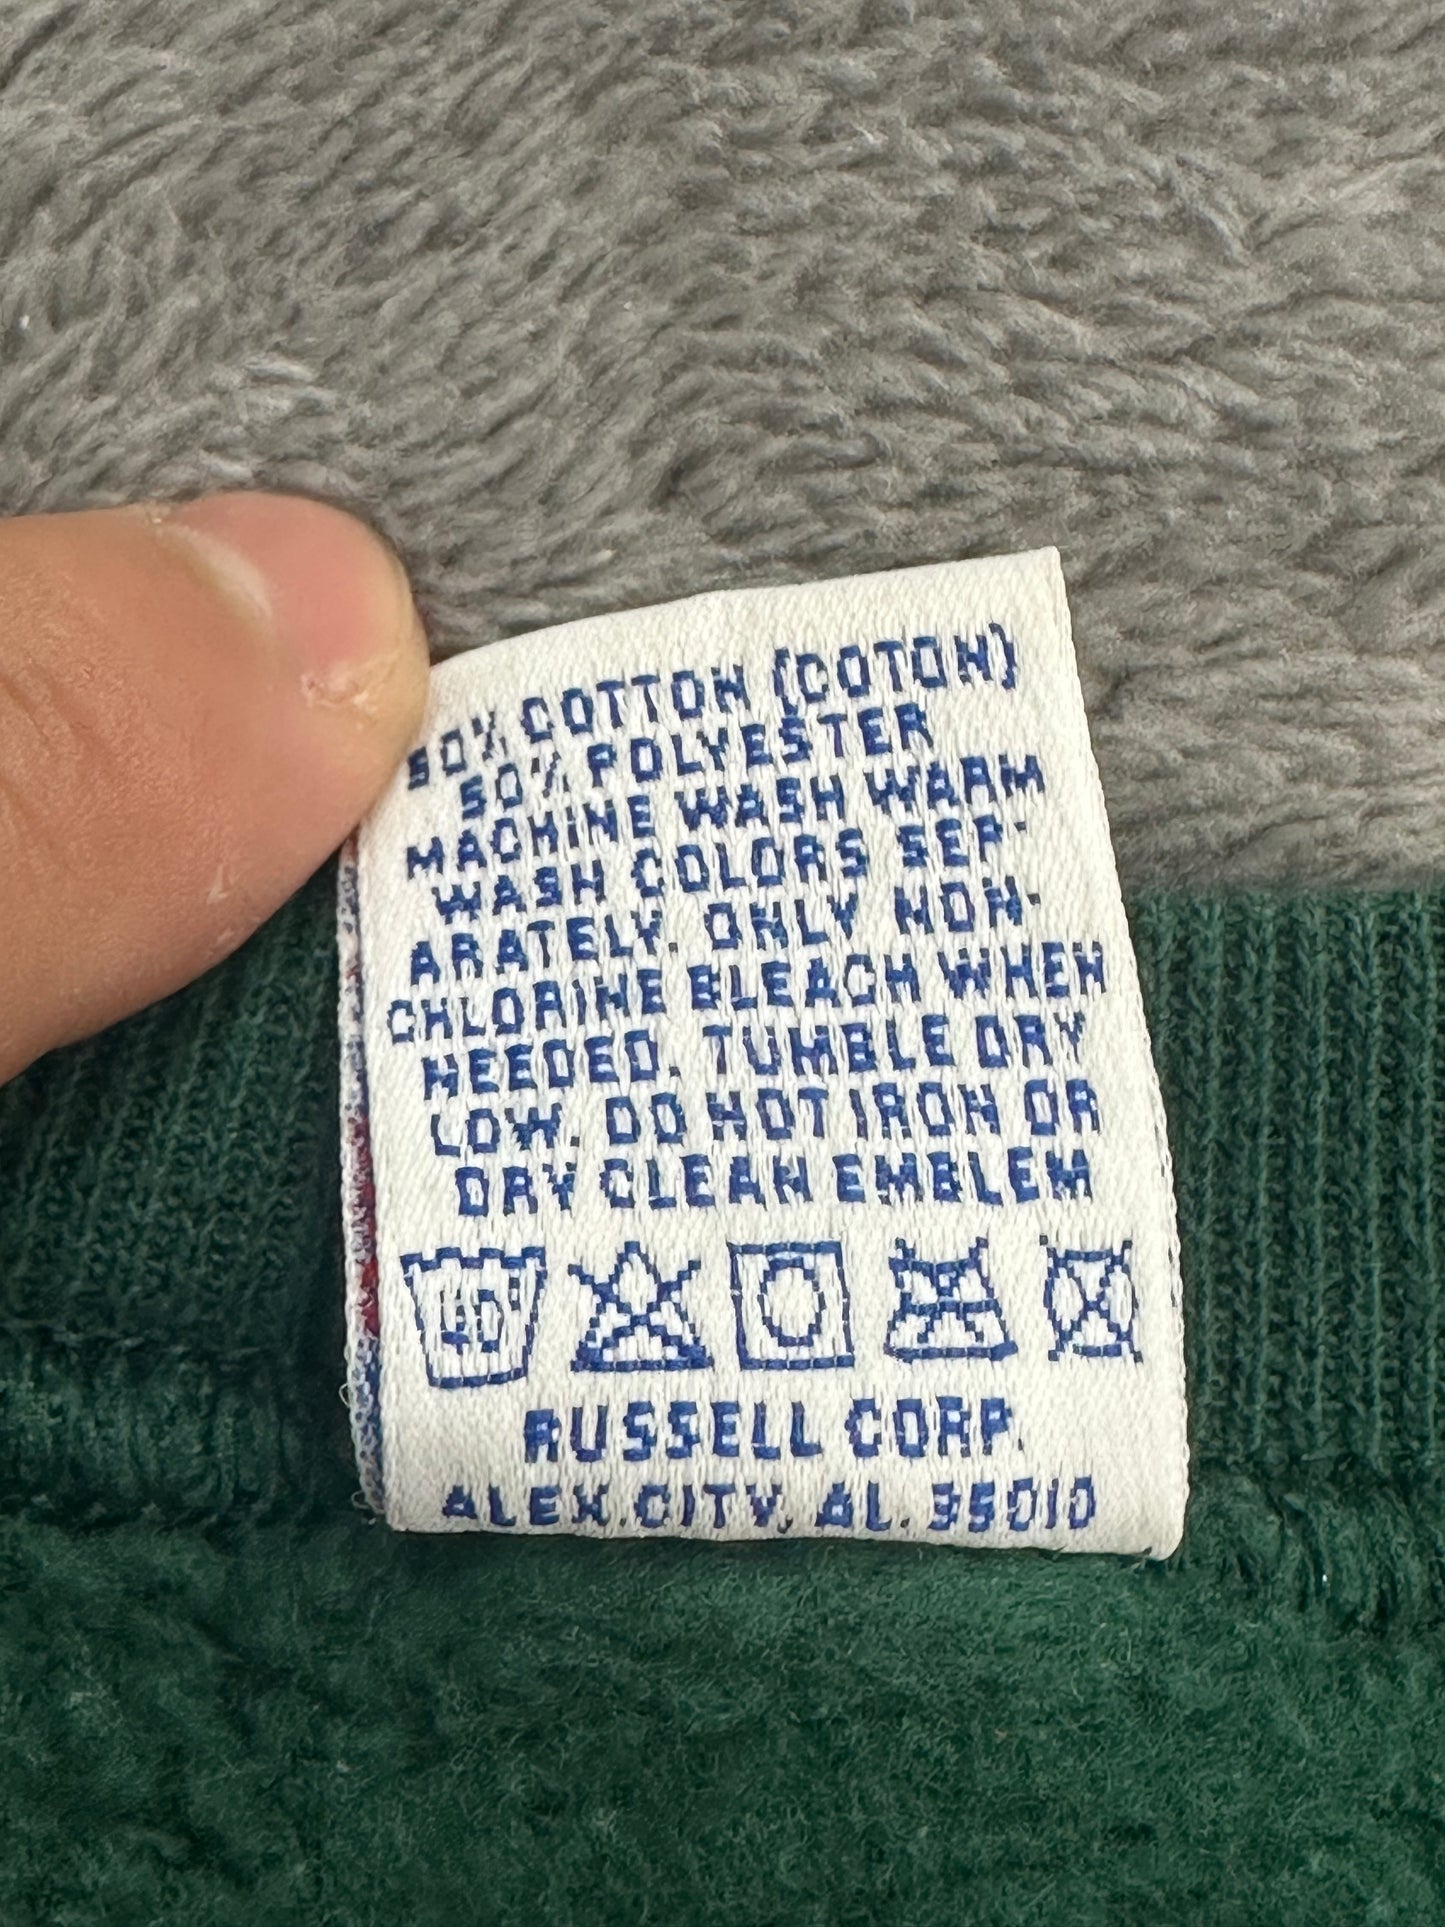 50% COTTON (COTON)
50% POLYESTER
MACHINE WASH WARM
WASH COLORS SEP-
ARATELY. ONLY NON-
CHLORINE BLEACH WHEN
NEEDED. TUMBLE DRY
LOW. DO NOT IRON OR
DRY CLEAN EMBLEM
40°
RUSSELL CORP.
ALEX.CITY, AL. 35010